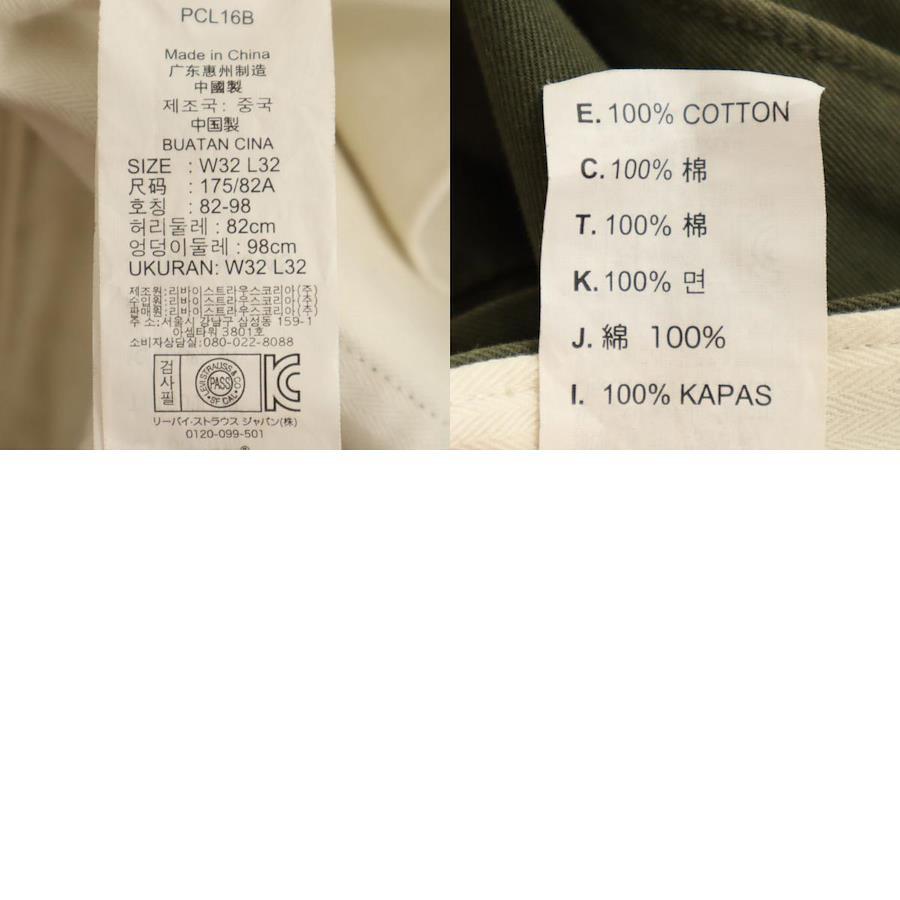 PCL16B
Made in China
广东惠州制造
中國製
제조국: 중국
中国製
BUATAN CINA
SIZE : W32 L32
尺码 : 175/82A
호칭 : 82-98
허리둘레 : 82cm
엉덩이둘레 : 98cm
UKURAN: W32 L32
제조원:리바이스트라우스코리아(주)
수입원:리바이스트라우스코리아(주)
판매원:리바이스트라우스코리아(주)
주 소:서울시 강남구 삼성동 159-1
아셈타워 3801호
소비자상담실:080-022-8088
검사필
LEVI STRAUSS & CO
PASS
SF CAL
リーバイ·ストラウス ジャパン(株)
0120-099-501
®
E. 100% COTTON
C. 100% 棉
T. 100% 棉
K. 100% 면
J. 綿 100%
I. 100% KAPAS